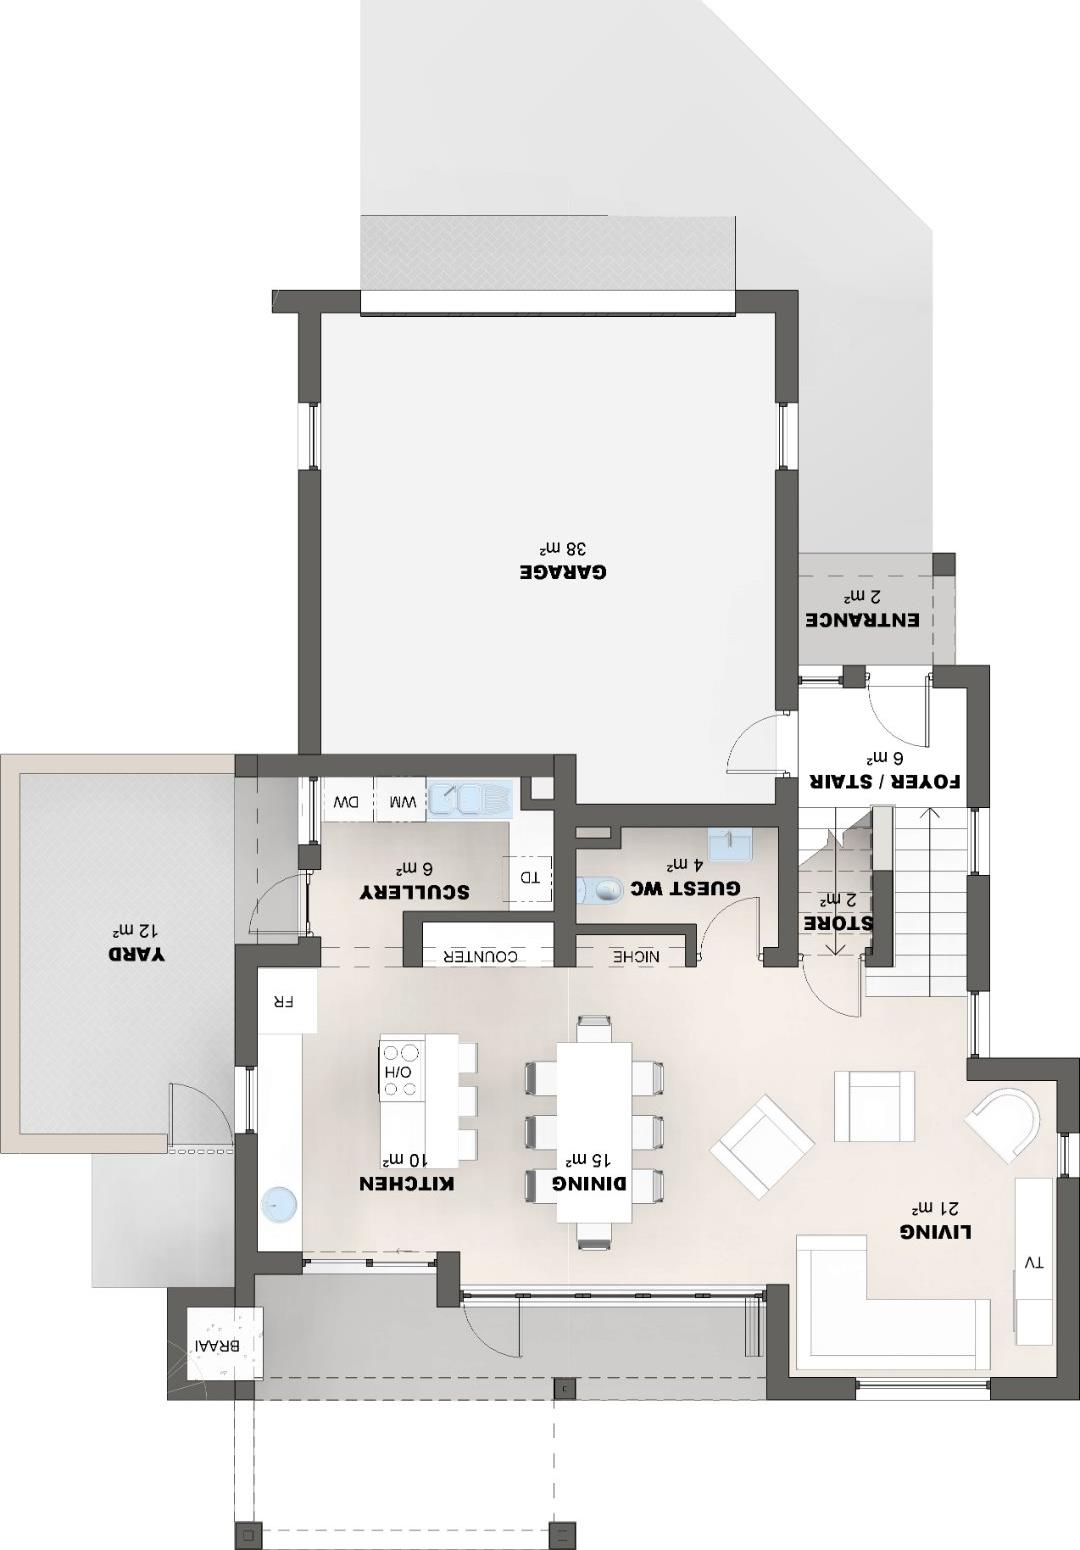 GARAGE
38 m²
ENTRANCE
2 m²
FOYER / STAIR
6 m²
DW
WM
TD
SCULLERY
6 m²
GUEST WC
4 m²
STORE
2 m²
YARD
12 m²
COUNTER
NICHE
FR
O/H
KITCHEN
10 m²
DINING
15 m²
LIVING
21 m²
TV
BRAAI